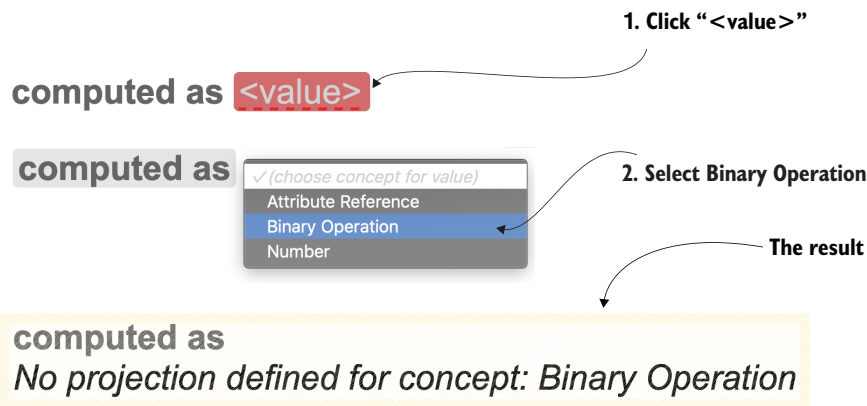 1. Click “<value>”
computed as <value>
computed as
✓(choose concept for value)
Attribute Reference
Binary Operation
Number
2. Select Binary Operation
The result
computed as
No projection defined for concept: Binary Operation